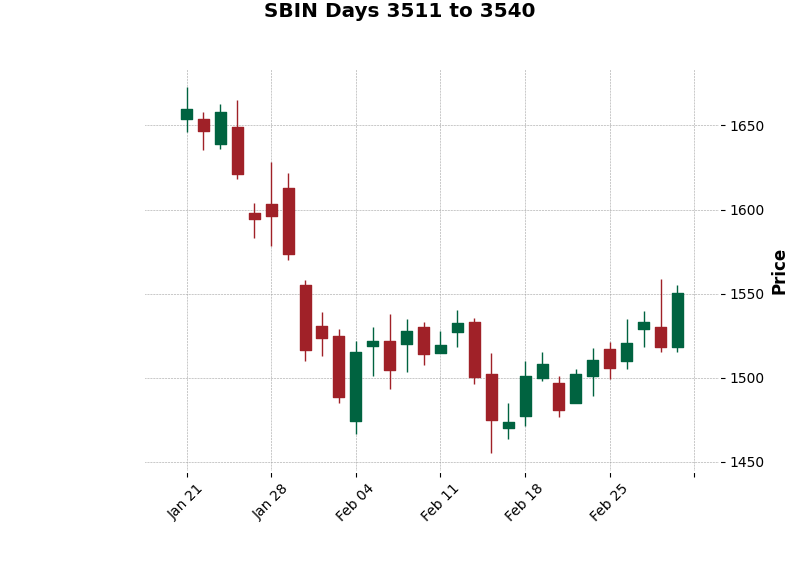 SBIN Days 3511 to 3540
1650
1600
1550
1500
1450
Price
Jan 21
Jan 28
Feb 04
Feb 11
Feb 18
Feb 25